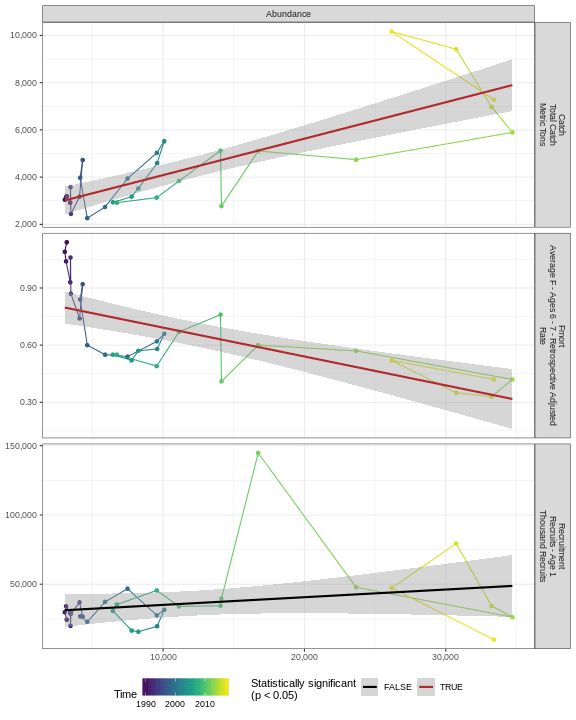 Abundance
10,000
8,000
6,000
4,000
2,000
Catch
Total Catch
Metric Tons
0.90
0.60
0.30
Fmort
Average F - Ages 6 - 7 - Retrospective Adjusted
Rate
150,000
100,000
50,000
Recruitment
Recruits - Age 1
Thousand Recruits
10,000
20,000
30,000
Time
1990
2000
2010
Statistically significant
(p < 0.05)
FALSE
TRUE